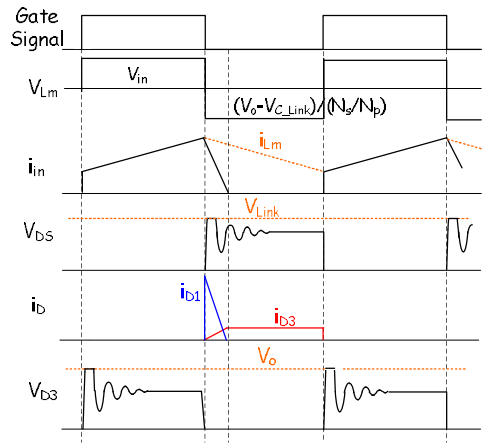 Gate
Signal
V_Lm
V_in
(V_o-V_C_Link)/(N_s/N_p)
i_in
i_Lm
V_DS
V_Link
i_D
i_D1
i_D3
V_D3
V_o